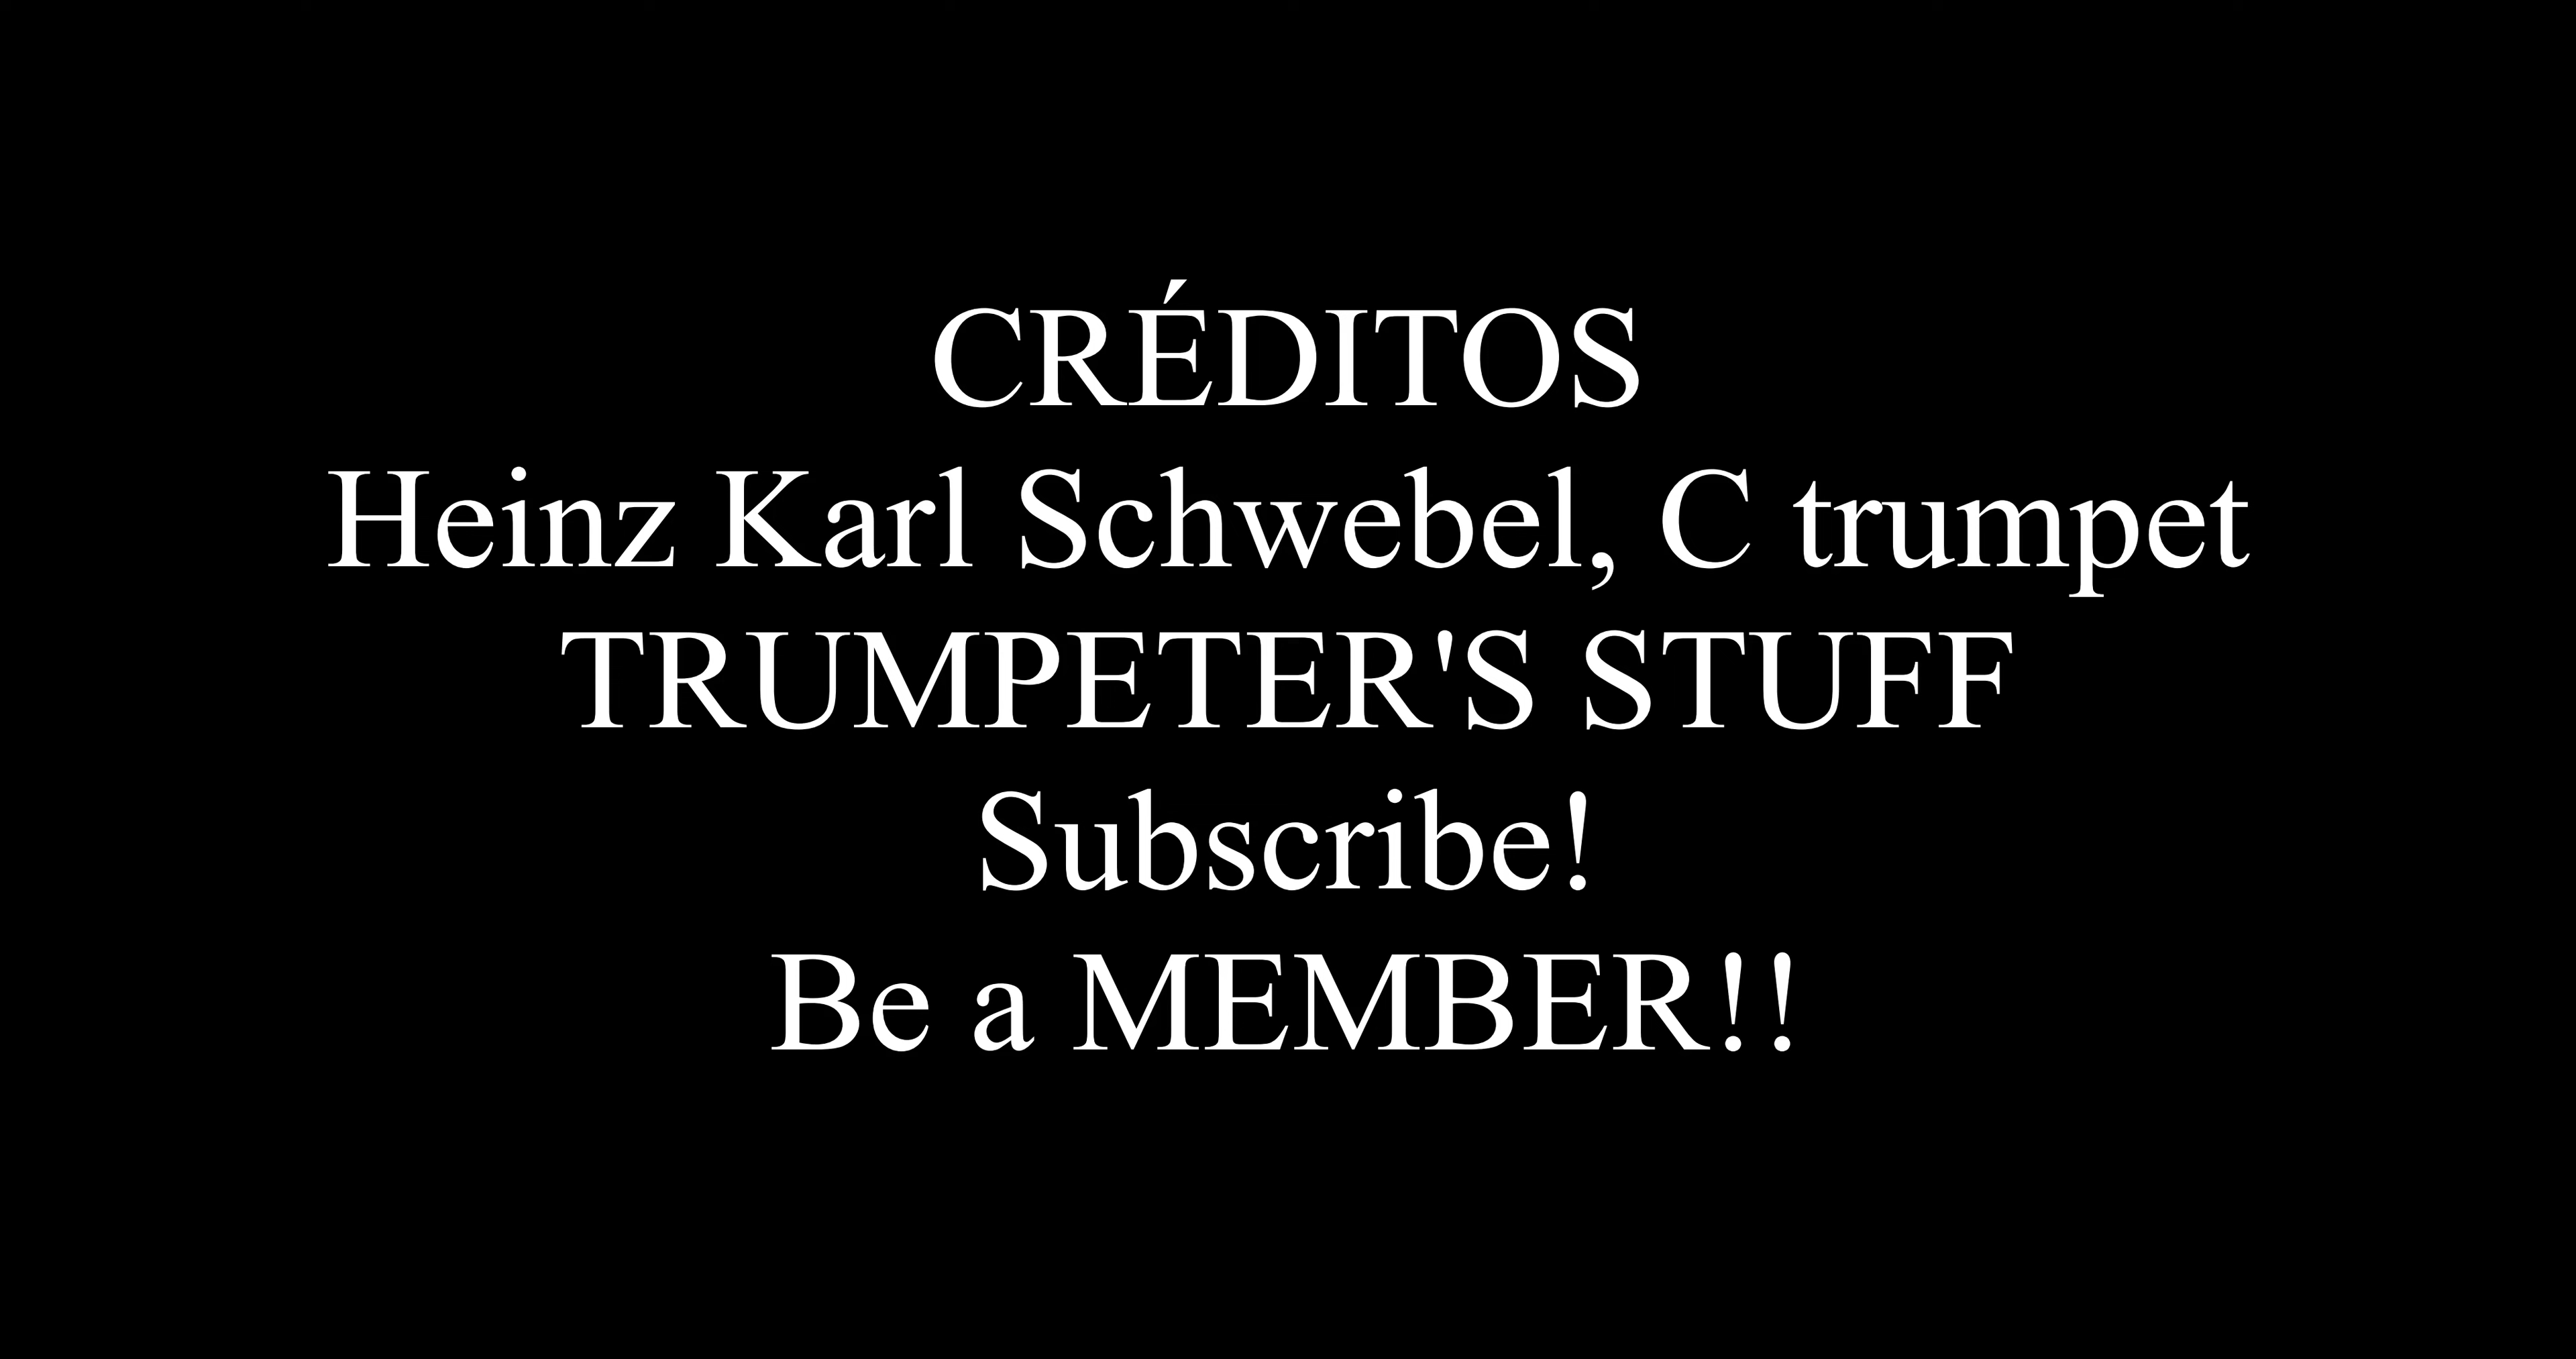 CRÉDITOS
Heinz Karl Schwebel, C trumpet
TRUMPETER'S STUFF
Subscribe!
Be a MEMBER!!